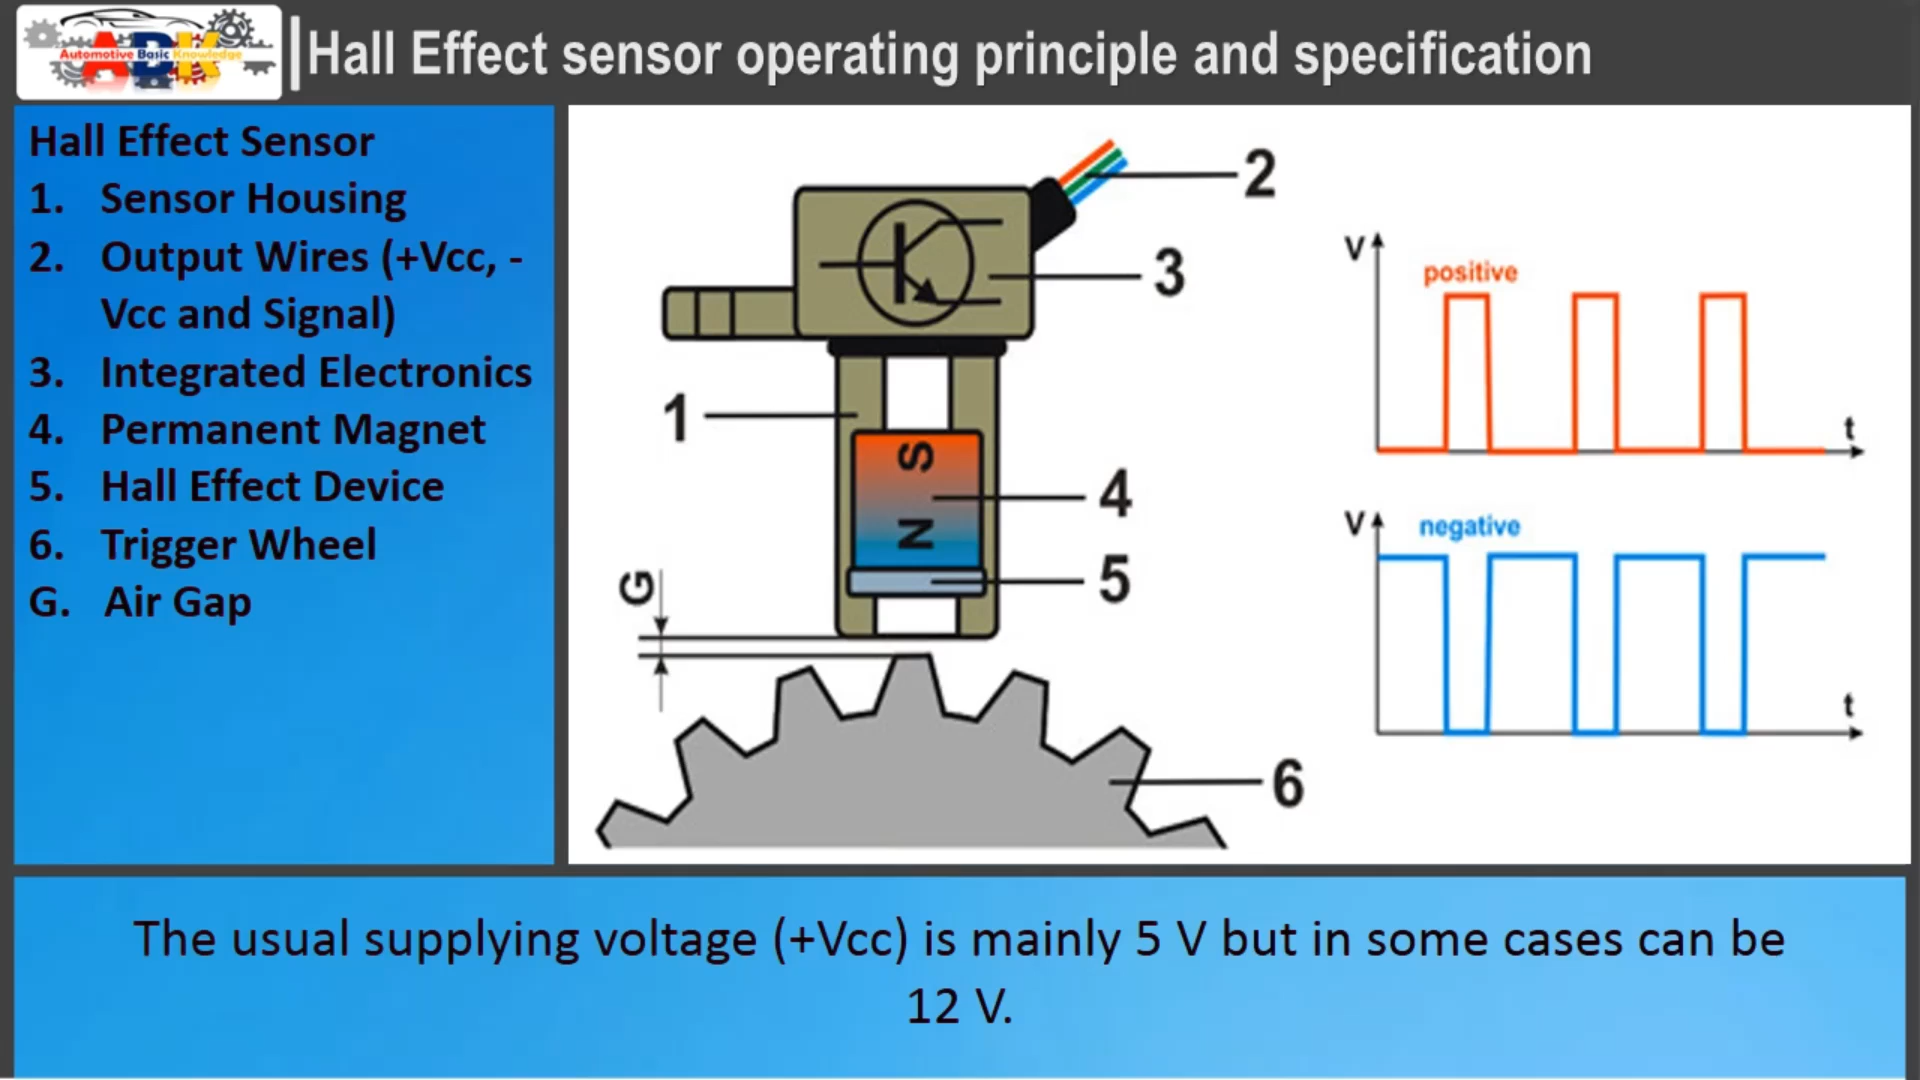 ABK
Automotive Basic Knowledge
Hall Effect sensor operating principle and specification
Hall Effect Sensor
1. Sensor Housing
2. Output Wires (+Vcc, -
Vcc and Signal)
3. Integrated Electronics
4. Permanent Magnet
5. Hall Effect Device
6. Trigger Wheel
G. Air Gap
2
3
1
S
N
4
5
G
6
V
positive
t
V
negative
t
The usual supplying voltage (+Vcc) is mainly 5 V but in some cases can be
12 V.